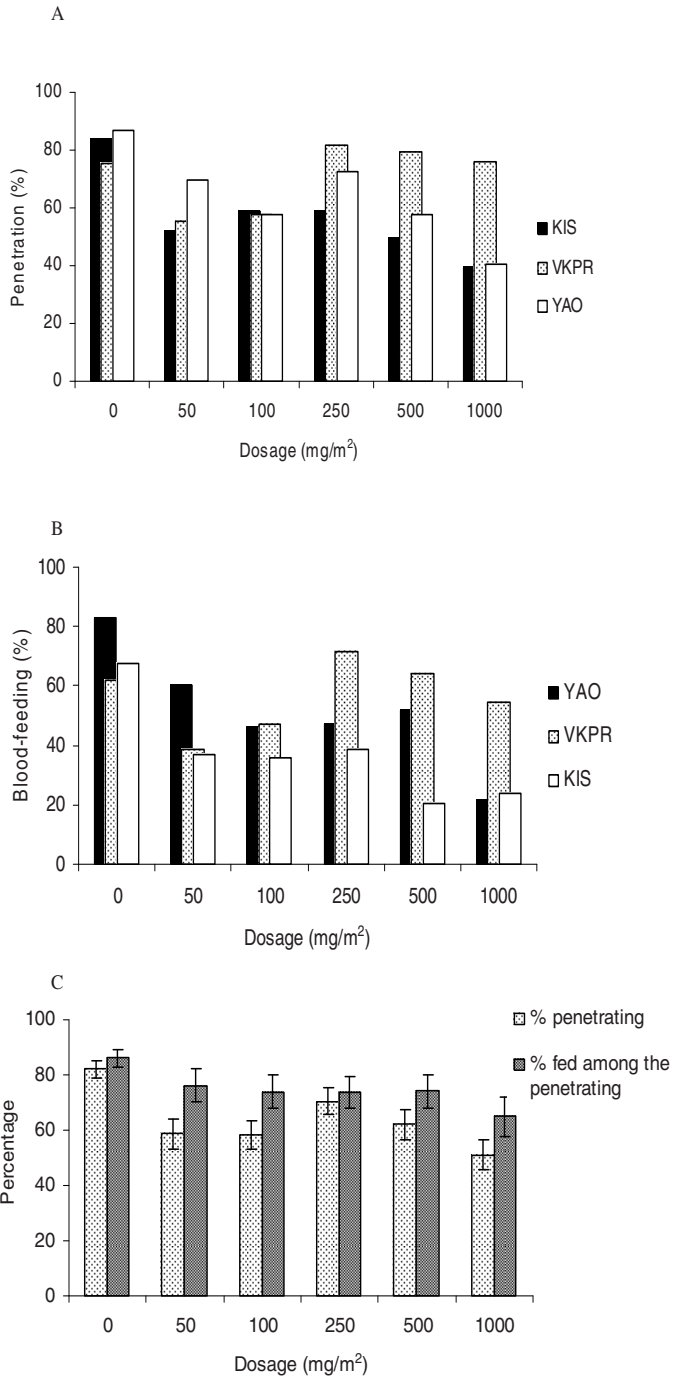 A
100
80
60
40
20
0
Penetration (%)
0 50 100 250 500 1000
Dosage (mg/m²)
KIS
VKPR
YAO
B
100
80
60
40
20
0
Blood-feeding (%)
0 50 100 250 500 1000
Dosage (mg/m²)
YAO
VKPR
KIS
C
100
80
60
40
20
0
Percentage
0 50 100 250 500 1000
Dosage (mg/m²)
% penetrating
% fed among the
penetrating